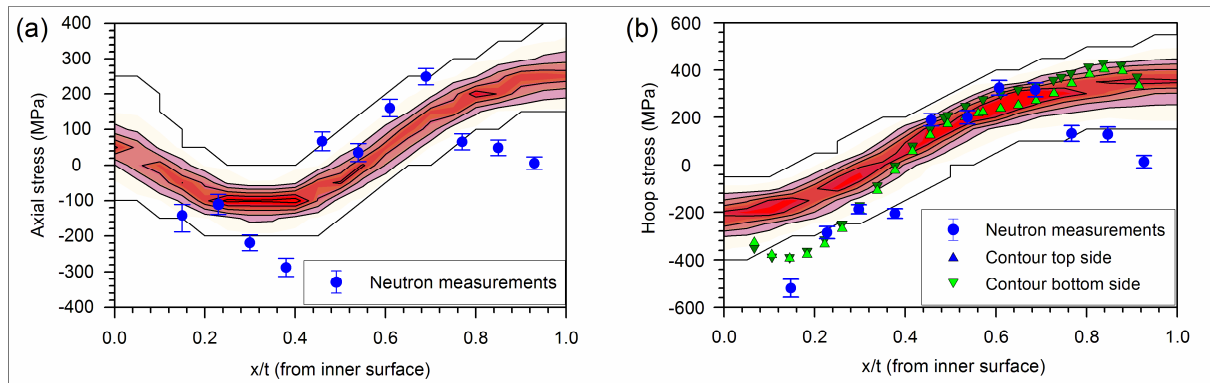 (a)
400
300
200
100
0
-100
-200
-300
-400
Axial stress (MPa)
0.0 0.2 0.4 0.6 0.8 1.0
x/t (from inner surface)
Neutron measurements
(b)
600
400
200
0
-200
-400
-600
Hoop stress (MPa)
0.0 0.2 0.4 0.6 0.8 1.0
x/t (from inner surface)
Neutron measurements
Contour top side
Contour bottom side